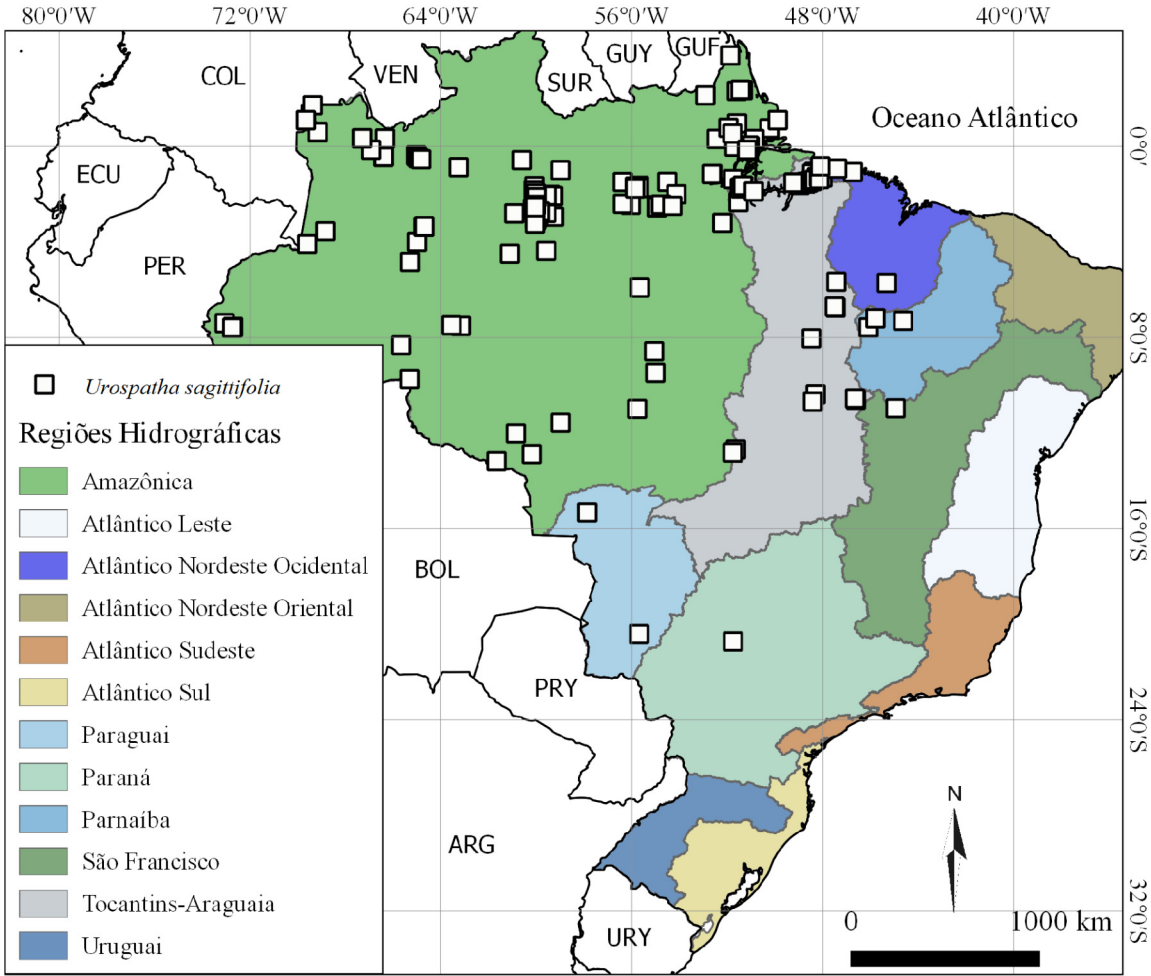 80°0'W 72°0'W 64°0'W 56°0'W 48°0'W 40°0'W
COL
VEN
SUR
GUY
GUF
Oceano Atlântico
0°0'
ECU
PER
8°0'S
Urospatha sagittifolia
Regiões Hidrográficas
Amazônica
Atlântico Leste
Atlântico Nordeste Ocidental
Atlântico Nordeste Oriental
Atlântico Sudeste
Atlântico Sul
Paraguai
Paraná
Parnaíba
São Francisco
Tocantins-Araguaia
Uruguai
16°0'S
BOL
PRY
24°0'S
ARG
N
32°0'S
URY
0 1000 km